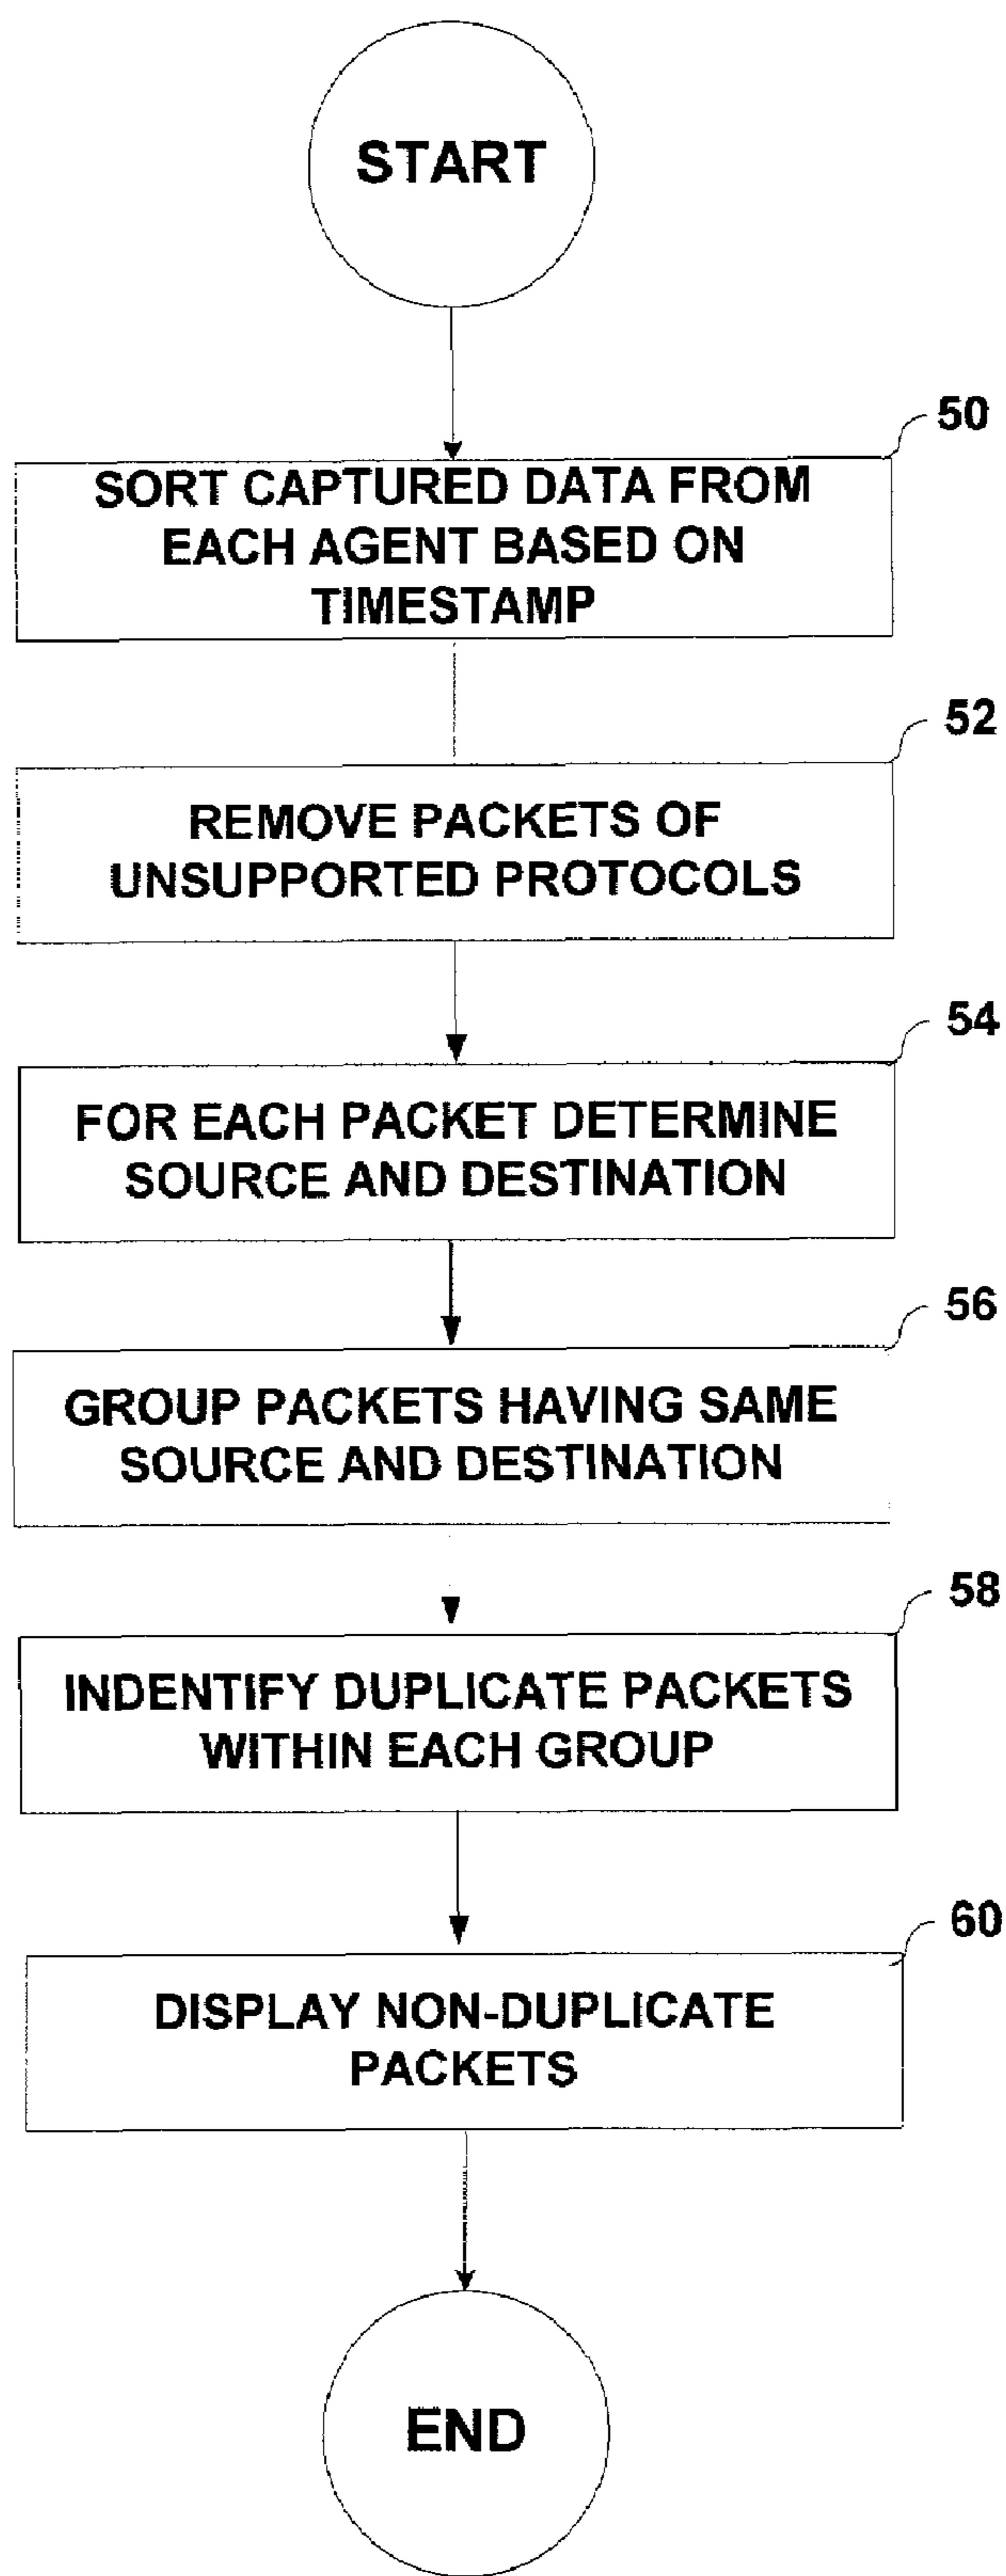 START
50
SORT CAPTURED DATA FROM
EACH AGENT BASED ON
TIMESTAMP
52
REMOVE PACKETS OF
UNSUPPORTED PROTOCOLS
54
FOR EACH PACKET DETERMINE
SOURCE AND DESTINATION
56
GROUP PACKETS HAVING SAME
SOURCE AND DESTINATION
58
INDENTIFY DUPLICATE PACKETS
WITHIN EACH GROUP
60
DISPLAY NON-DUPLICATE
PACKETS
END